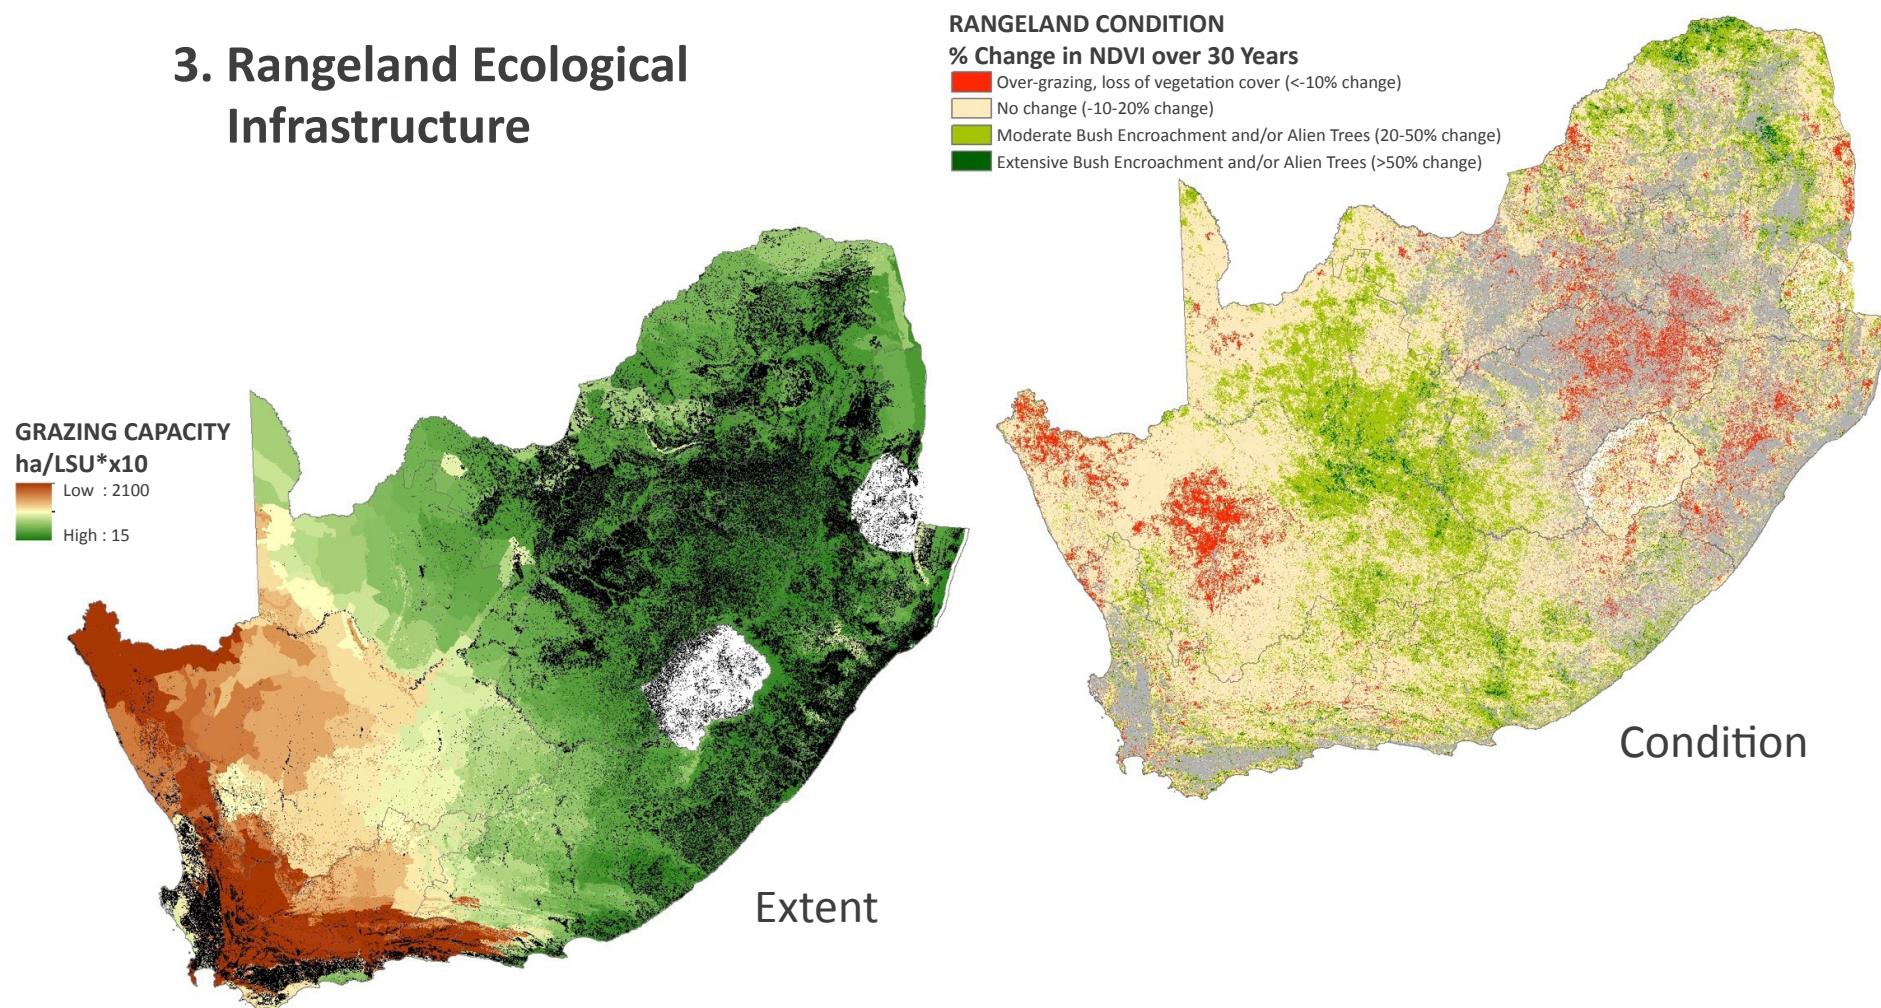 3. Rangeland Ecological
Infrastructure
RANGELAND CONDITION
% Change in NDVI over 30 Years
Over-grazing, loss of vegetation cover (<-10% change)
No change (-10-20% change)
Moderate Bush Encroachment and/or Alien Trees (20-50% change)
Extensive Bush Encroachment and/or Alien Trees (>50% change)
GRAZING CAPACITY
ha/LSU*x10
Low : 2100
High : 15
Extent
Condition